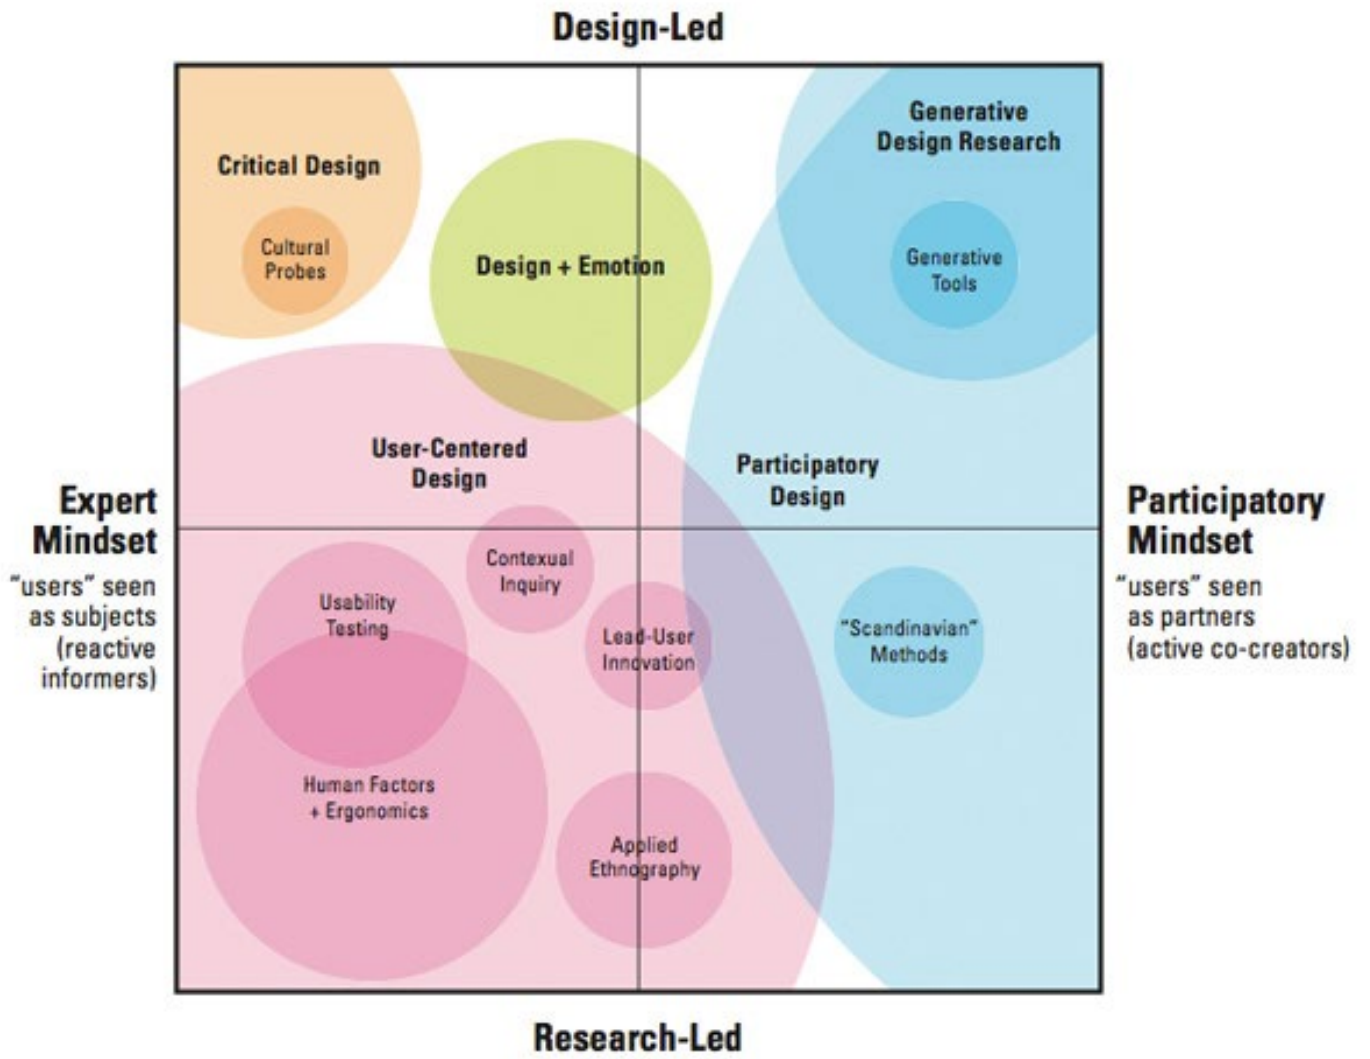 Design-Led
Generative
Design Research
Critical Design
Cultural
Probes
Design + Emotion
Generative
Tools
User-Centered
Design
Participatory
Design
Expert
Mindset
“users” seen
as subjects
(reactive
informers)
Participatory
Mindset
“users” seen
as partners
(active co-creators)
Contexual
Inquiry
Usability
Testing
Lead-User
Innovation
“Scandinavian”
Methods
Human Factors
+ Ergonomics
Applied
Ethnography
Research-Led